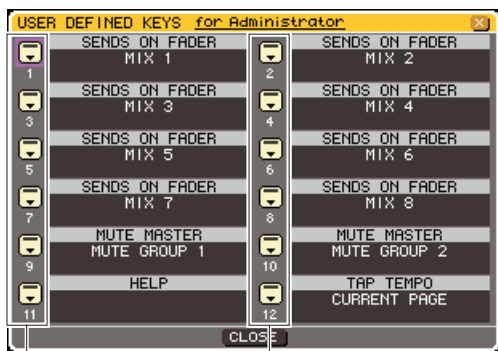 USER DEFINED KEYS for Administrator
SENDS ON FADER
MIX 1
1
SENDS ON FADER
MIX 2
2
SENDS ON FADER
MIX 3
3
SENDS ON FADER
MIX 4
4
SENDS ON FADER
MIX 5
5
SENDS ON FADER
MIX 6
6
SENDS ON FADER
MIX 7
7
SENDS ON FADER
MIX 8
8
MUTE MASTER
MUTE GROUP 1
9
MUTE MASTER
MUTE GROUP 2
10
HELP
11
TAP TEMPO
CURRENT PAGE
12
CLOSE